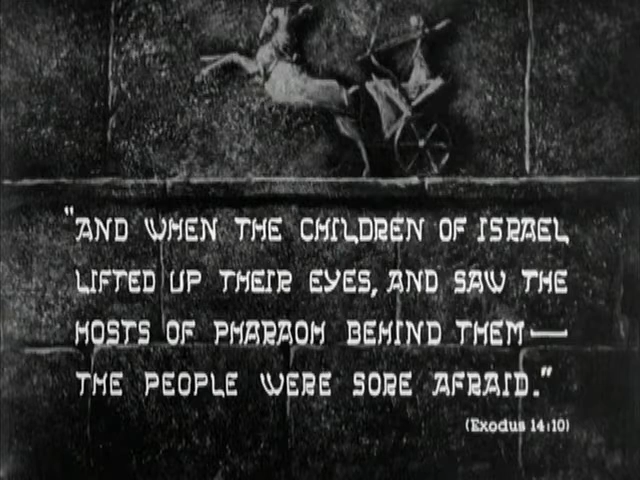 "AND WHEN THE CHILDREN OF ISRAEL
LIFTED UP THEIR EYES, AND SAW THE
HOSTS OF PHARAOH BEHIND THEM—
THE PEOPLE WERE SORE AFRAID."
(Exodus 14:10)